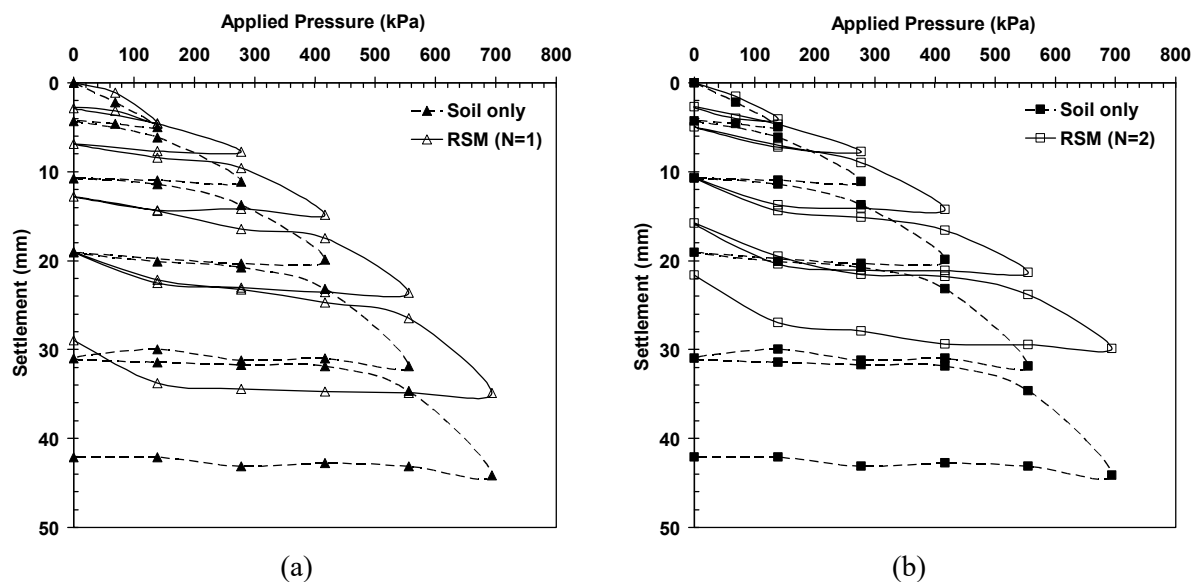 Applied Pressure (kPa)
0 100 200 300 400 500 600 700 800
0
10
20
30
40
50
Settlement (mm)
Soil only
RSM (N=1)
(a)
Applied Pressure (kPa)
0 100 200 300 400 500 600 700 800
0
10
20
30
40
50
Settlement (mm)
Soil only
RSM (N=2)
(b)